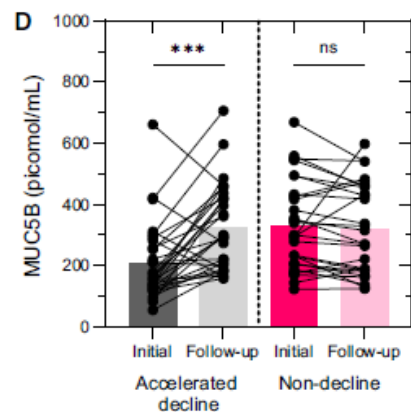 D
1000
800
600
400
200
0
MUC5B (picomol/mL)
***
ns
Initial Follow-up Initial Follow-up
Accelerated
decline
Non-decline